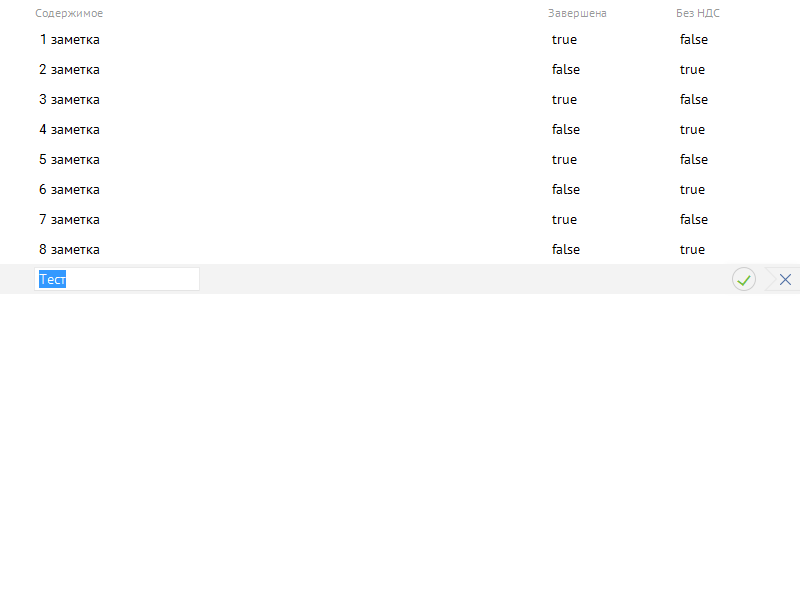 Содержимое Завершена Без НДС
1 заметка true false
2 заметка false true
3 заметка true false
4 заметка false true
5 заметка true false
6 заметка false true
7 заметка true false
8 заметка false true
Тест